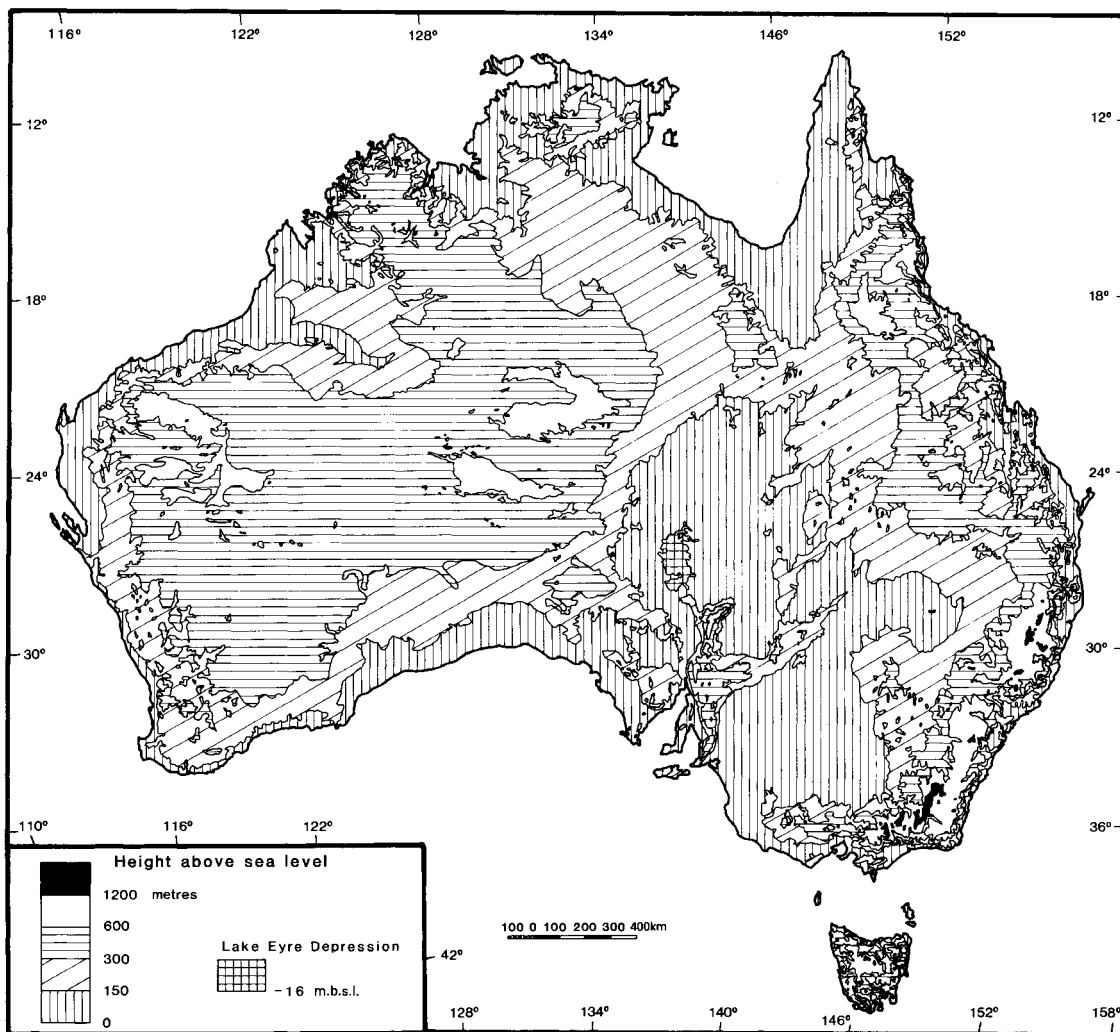 116° 122° 128° 134° 146° 152°
12° 12°
18° 18°
24° 24°
30° 30°
36°
110° 116° 122°
Height above sea level
1200 metres
600
300
150
0
Lake Eyre Depression
-16 m.b.s.l.
100 0 100 200 300 400km
42°
128° 134° 140° 146° 152° 158°